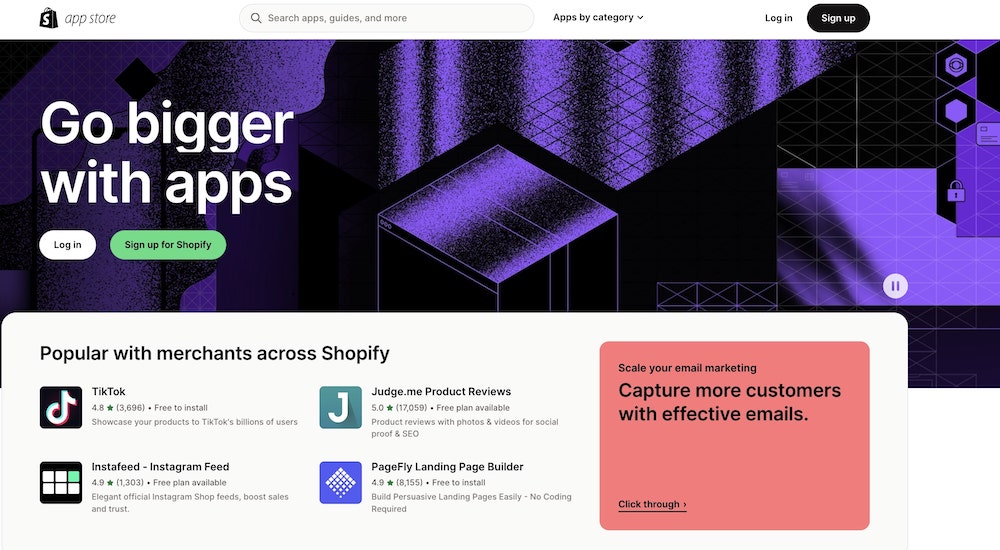 app store
Search apps, guides, and more
Apps by category
Log in
Sign up
Go bigger
with apps
Log in
Sign up for Shopify
Popular with merchants across Shopify
TikTok
4.8 ★ (3,696) • Free to install
Showcase your products to TikTok's billions of users
Judge.me Product Reviews
5.0 ★ (17,059) • Free plan available
Product reviews with photos & videos for social
proof & SEO
Instafeed - Instagram Feed
4.9 ★ (1,303) • Free plan available
Elegant official Instagram Shop feeds, boost sales
and trust.
PageFly Landing Page Builder
4.9 ★ (8,155) • Free to install
Build Persuasive Landing Pages Easily - No Coding
Required
Scale your email marketing
Capture more customers
with effective emails.
Click through ›